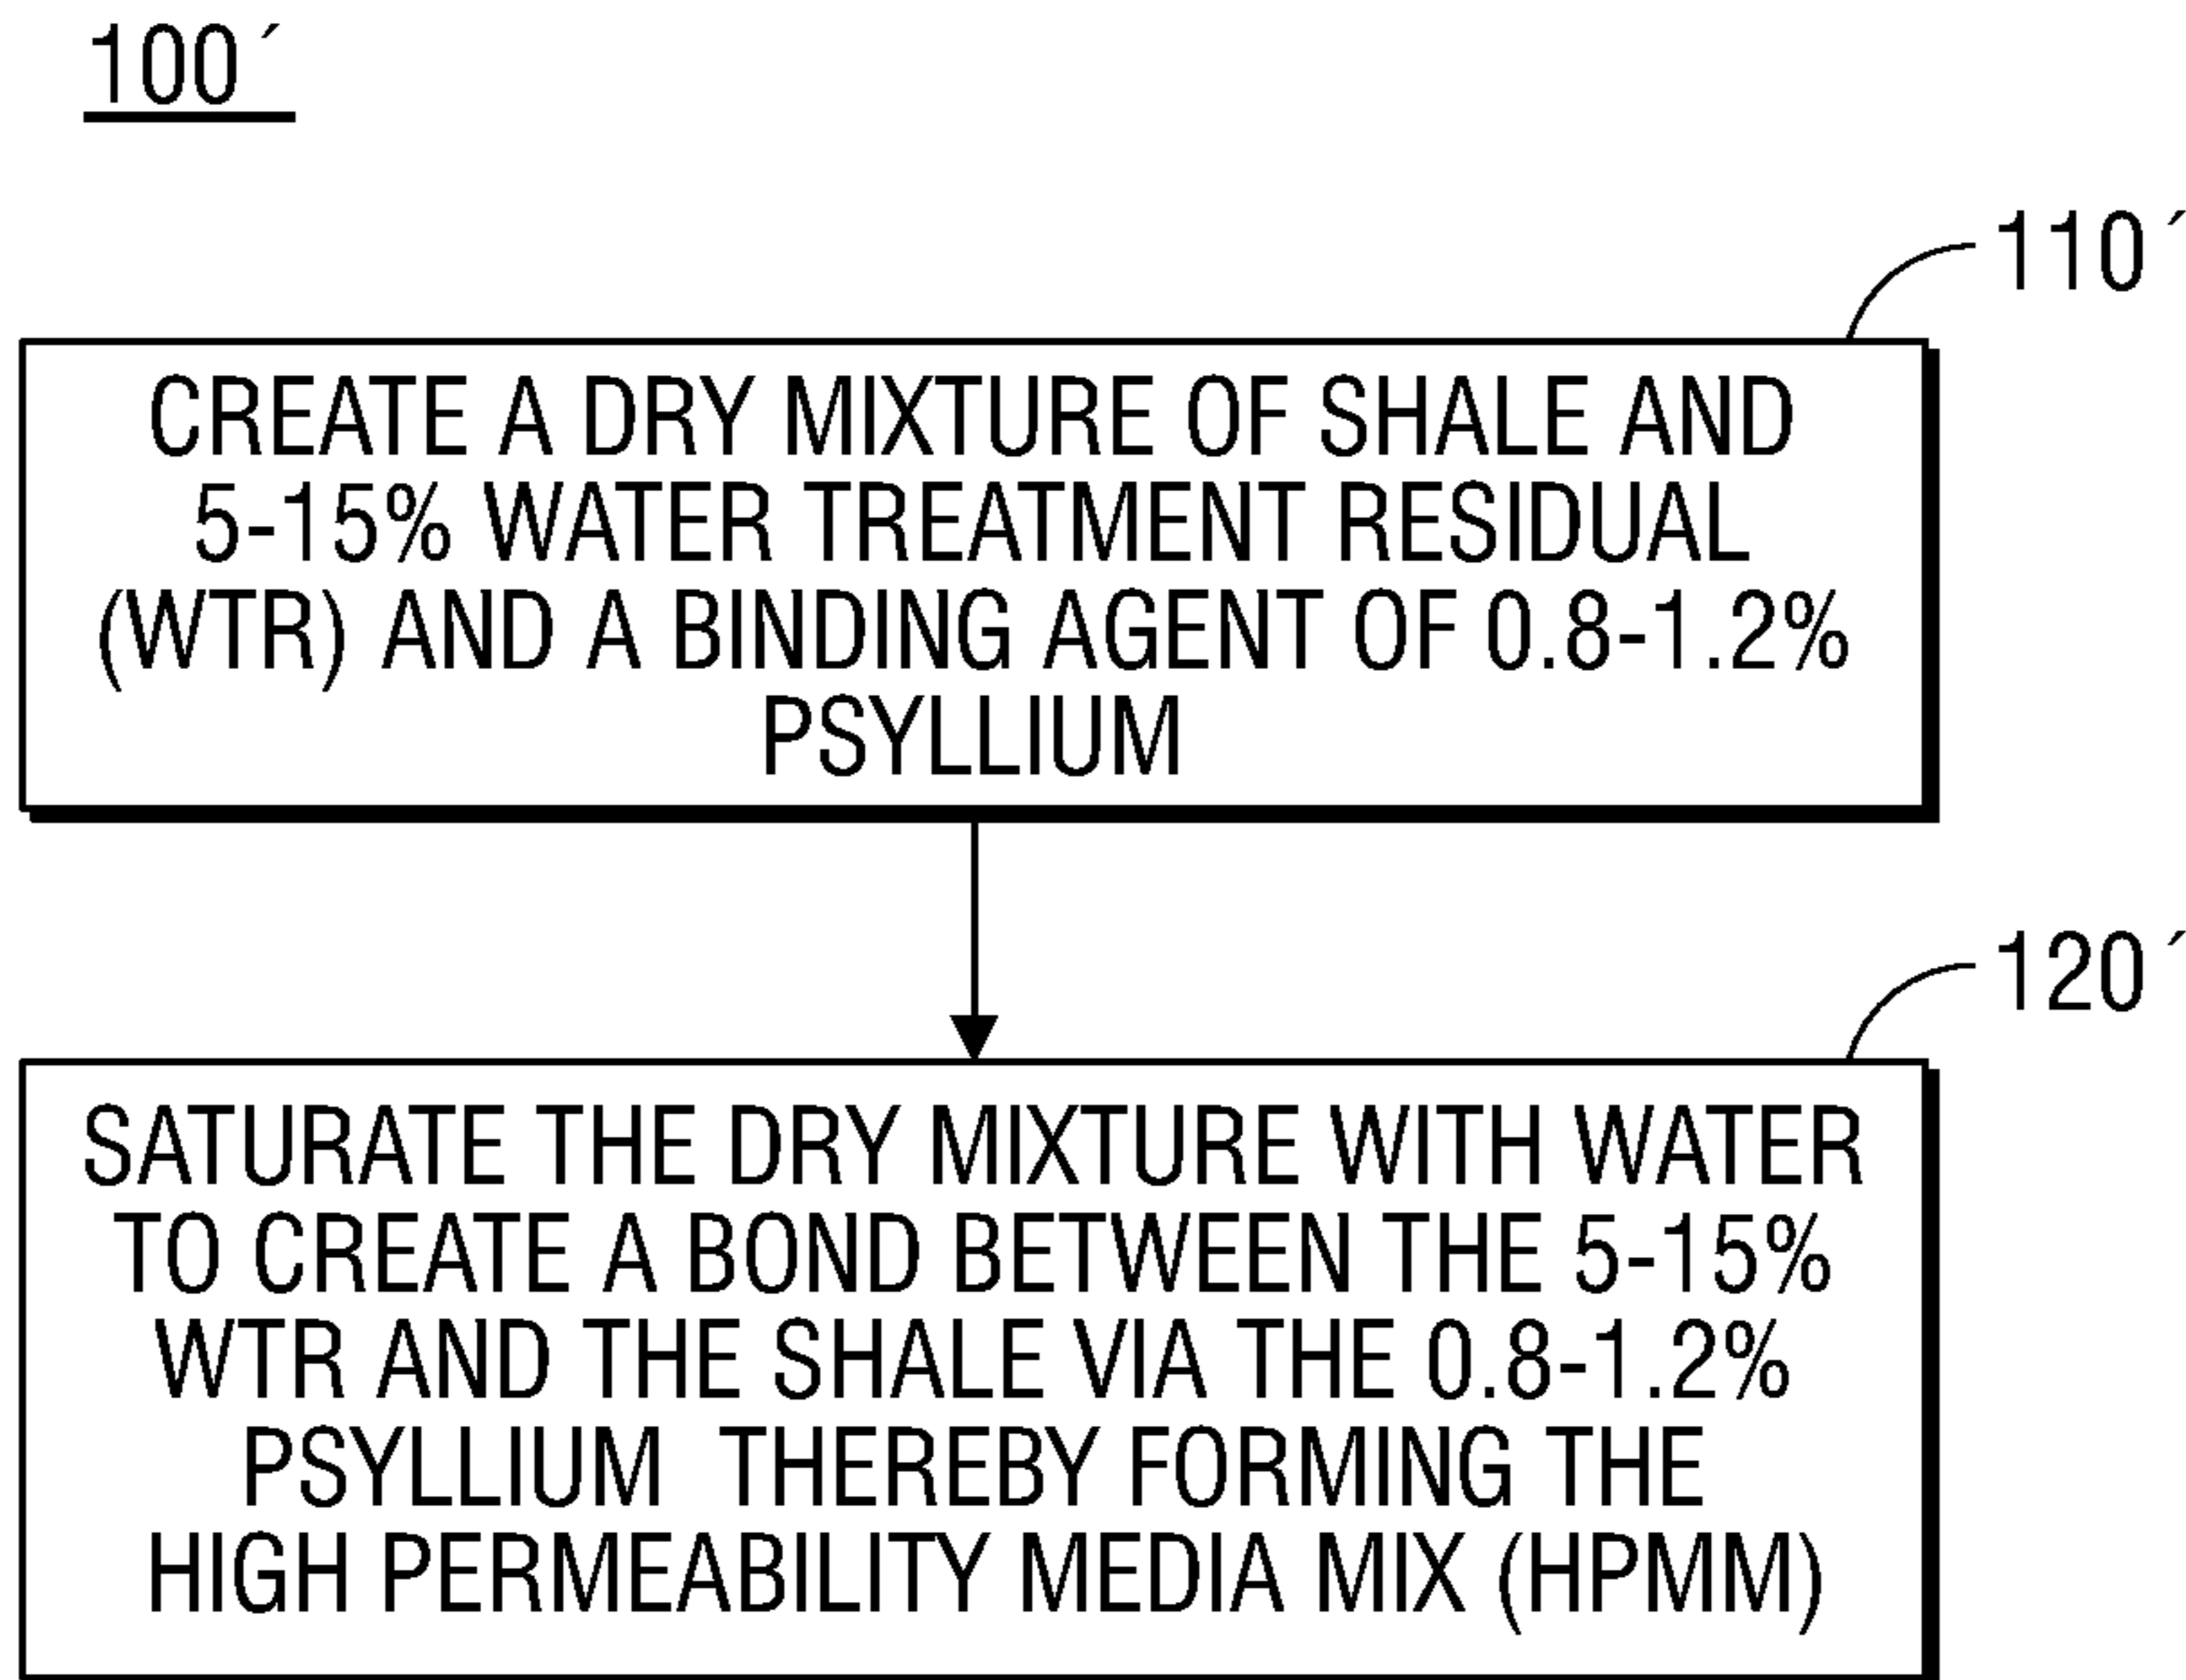 100´
110´
CREATE A DRY MIXTURE OF SHALE AND
5-15% WATER TREATMENT RESIDUAL
(WTR) AND A BINDING AGENT OF 0.8-1.2%
PSYLLIUM
120´
SATURATE THE DRY MIXTURE WITH WATER
TO CREATE A BOND BETWEEN THE 5-15%
WTR AND THE SHALE VIA THE 0.8-1.2%
PSYLLIUM THEREBY FORMING THE
HIGH PERMEABILITY MEDIA MIX (HPMM)